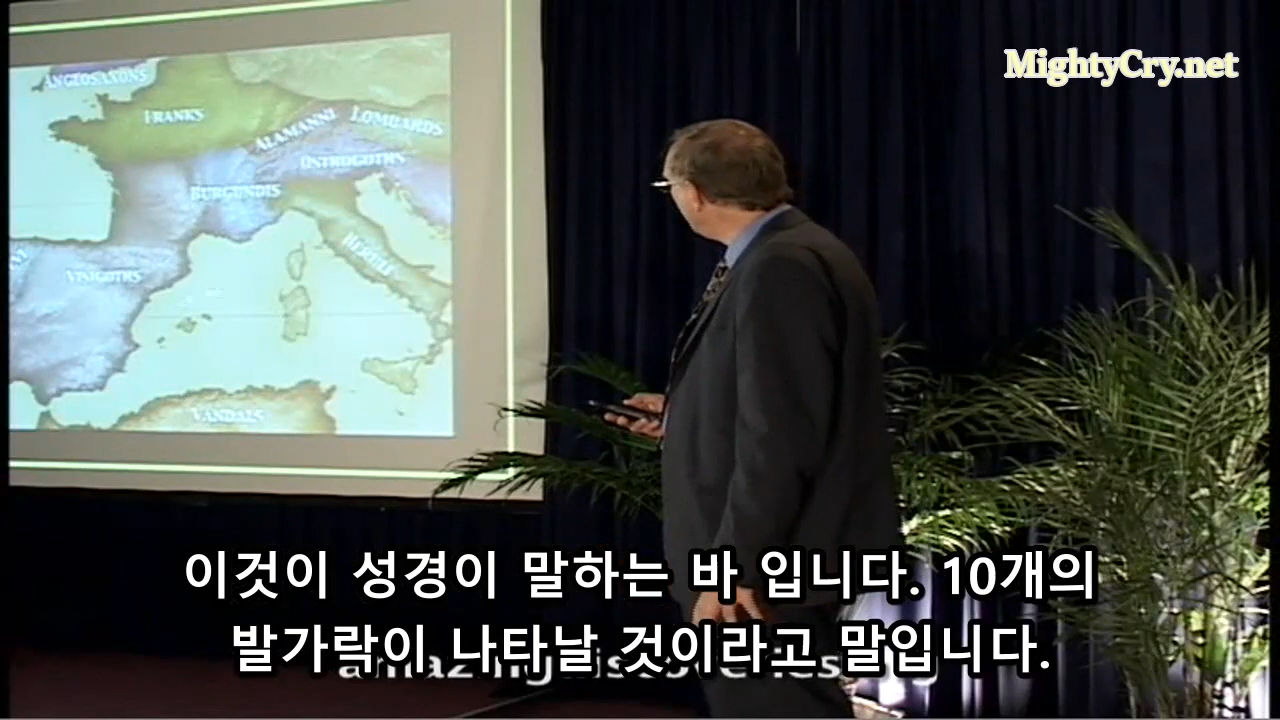 MightyCry.net
ANGLOSAXONS
FRANKS
ALAMANNI
LOMBARDS
OSTROGOTHS
BURGUNDIS
HERULI
VISIGOTHS
VANDALS
이것이 성경이 말하는 바 입니다. 10개의
발가락이 나타날 것이라고 말입니다.